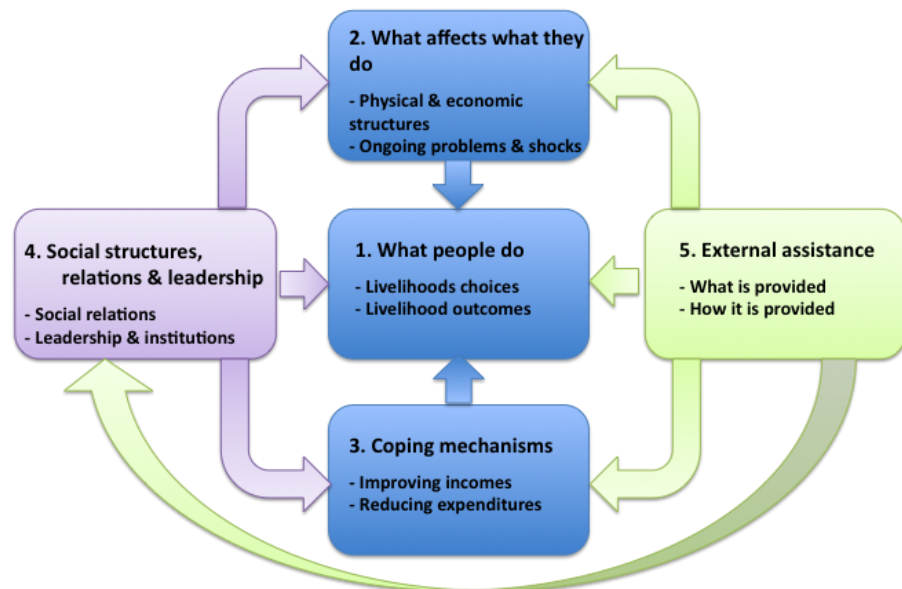 2. What affects what they
do
- Physical & economic
structures
- Ongoing problems & shocks
4. Social structures,
relations & leadership
- Social relations
- Leadership & institutions
1. What people do
- Livelihoods choices
- Livelihood outcomes
5. External assistance
- What is provided
- How it is provided
3. Coping mechanisms
- Improving incomes
- Reducing expenditures